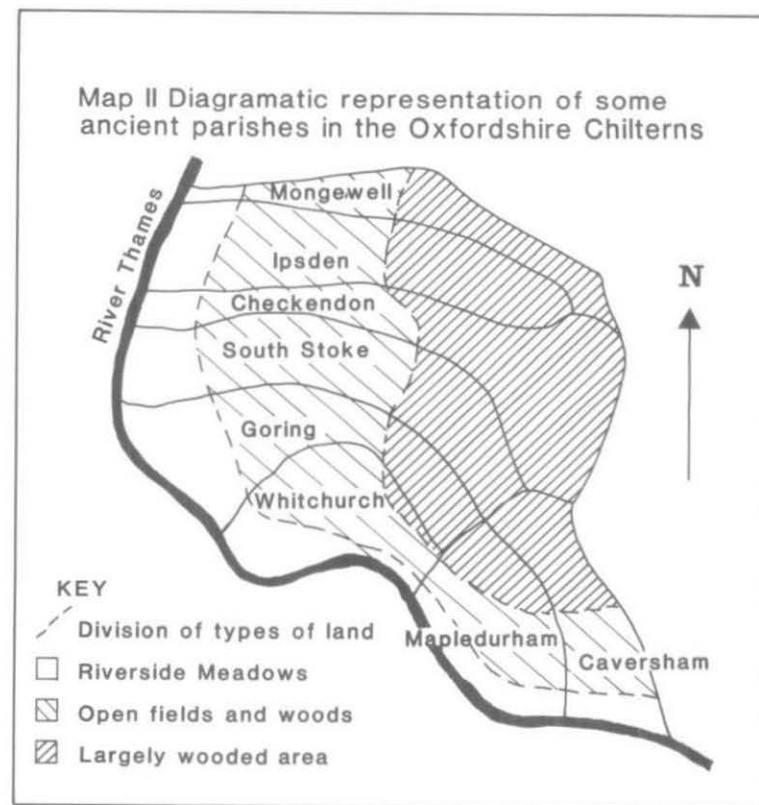 Map II Diagramatic representation of some
ancient parishes in the Oxfordshire Chilterns
River Thames
Mongewell
Ipsden
Checkendon
South Stoke
Goring
Whitchurch
Mapledurham
Caversham
N
KEY
Division of types of land
Riverside Meadows
Open fields and woods
Largely wooded area